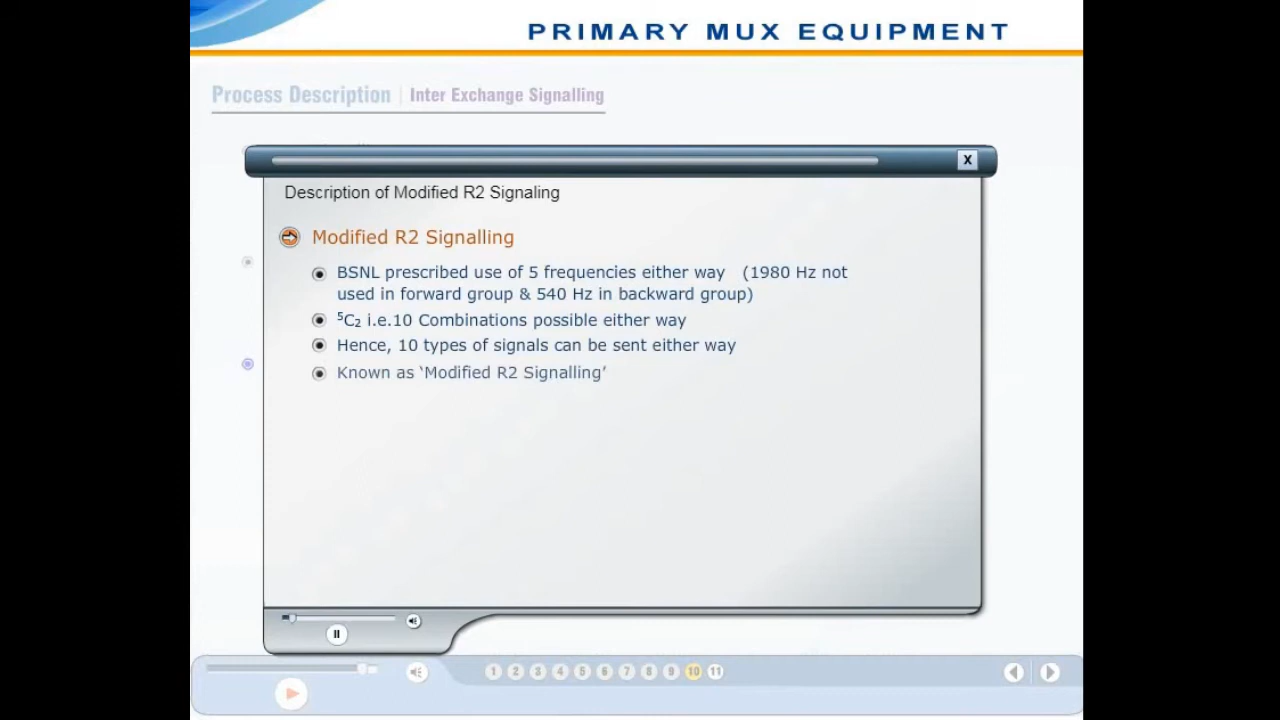 PRIMARY MUX EQUIPMENT
Process Description | Inter Exchange Signalling
X
Description of Modified R2 Signaling
Modified R2 Signalling
BSNL prescribed use of 5 frequencies either way (1980 Hz not
used in forward group & 540 Hz in backward group)
⁵C₂ i.e.10 Combinations possible either way
Hence, 10 types of signals can be sent either way
Known as ‘Modified R2 Signalling’
1 2 3 4 5 6 7 8 9 10 11